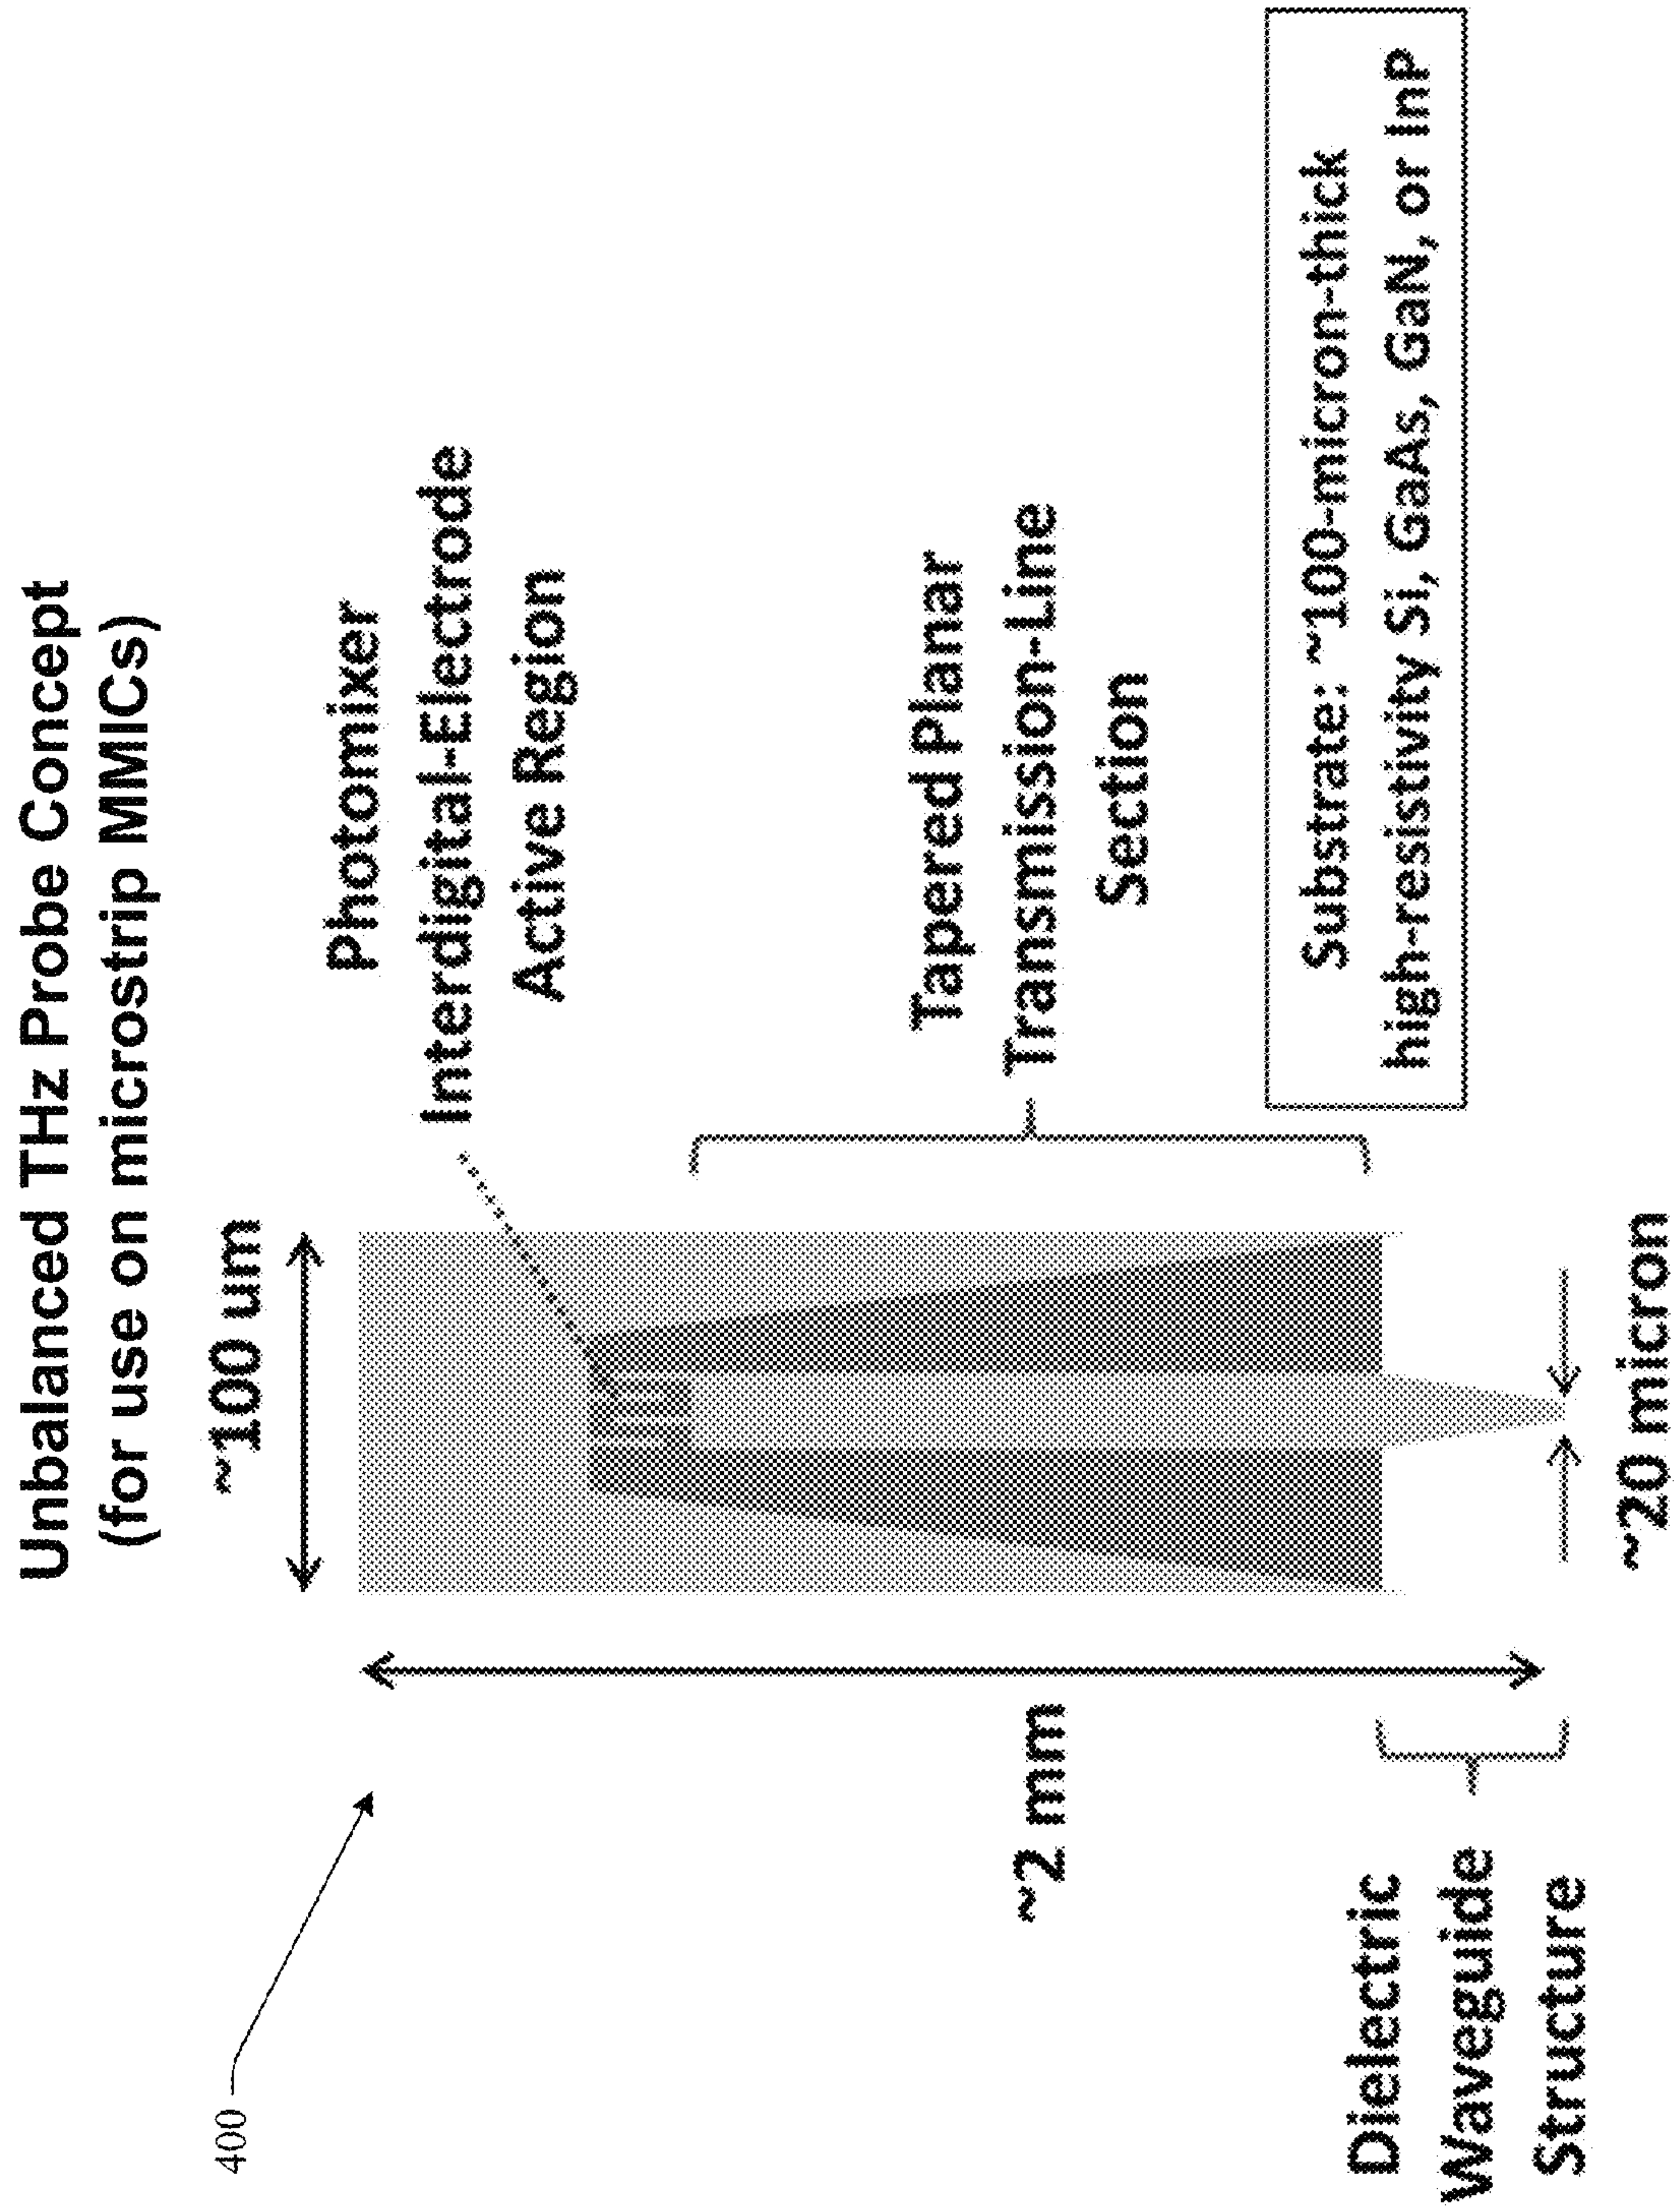 Unbalanced THz Probe Concept
(for use on microstrip MMICs)
400
~100 um
Photomixer
Interdigital-Electrode
Active Region
~2 mm
Tapered Planar
Transmission-Line
Section
Dielectric
Waveguide
Structure
~20 micron
Substrate: ~100-micron-thick
high-resistivity Si, GaAs, GaN, or InP